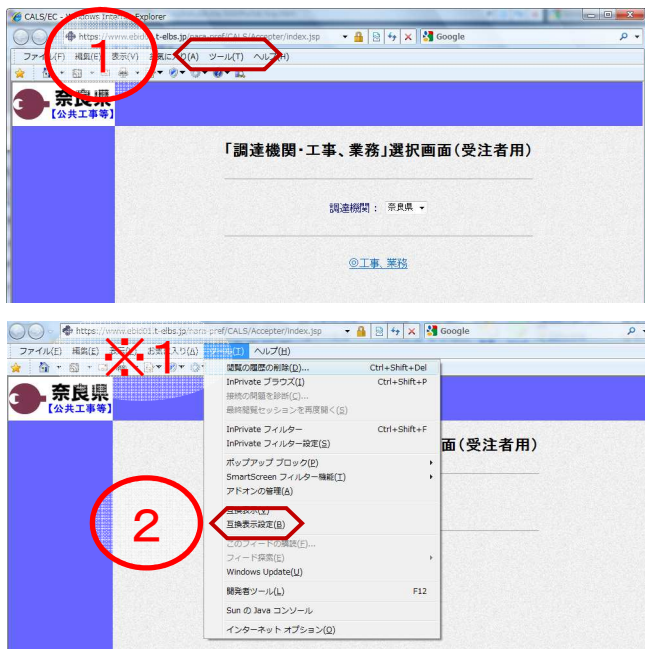 CALS/EC - Windows Internet Explorer
https://www.ebid01.t-elbs.jp/nara-pref/CALS/Accepter/index.jsp Google
ファイル(F) 編集(E) 表示(V) お気に入り(A) ツール(T) ヘルプ(H)
1
奈良県
【公共工事等】
「調達機関・工事、業務」選択画面(受注者用)
調達機関： 奈良県
◎工事、業務
https://www.ebid01.t-elbs.jp/nara-pref/CALS/Accepter/index.jsp Google
ファイル(F) 編集(E) 表示(V) お気に入り(A) ツール(T) ヘルプ(H)
※1
奈良県
【公共工事等】
閲覧の履歴の削除(D)... Ctrl+Shift+Del
InPrivate ブラウズ(I) Ctrl+Shift+P
接続の問題を診断(C)...
最終閲覧セッションを再度開く(S)
InPrivate フィルター Ctrl+Shift+F
InPrivate フィルター設定(S)
画面(受注者用)
ポップアップ ブロック(P)
SmartScreen フィルター機能(T)
アドオンの管理(A)
互換表示(V)
2
互換表示設定(B)
このフィードの購読(F)...
フィード探索(E)
Windows Update(U)
開発者ツール(L) F12
Sun の Java コンソール
インターネット オプション(O)